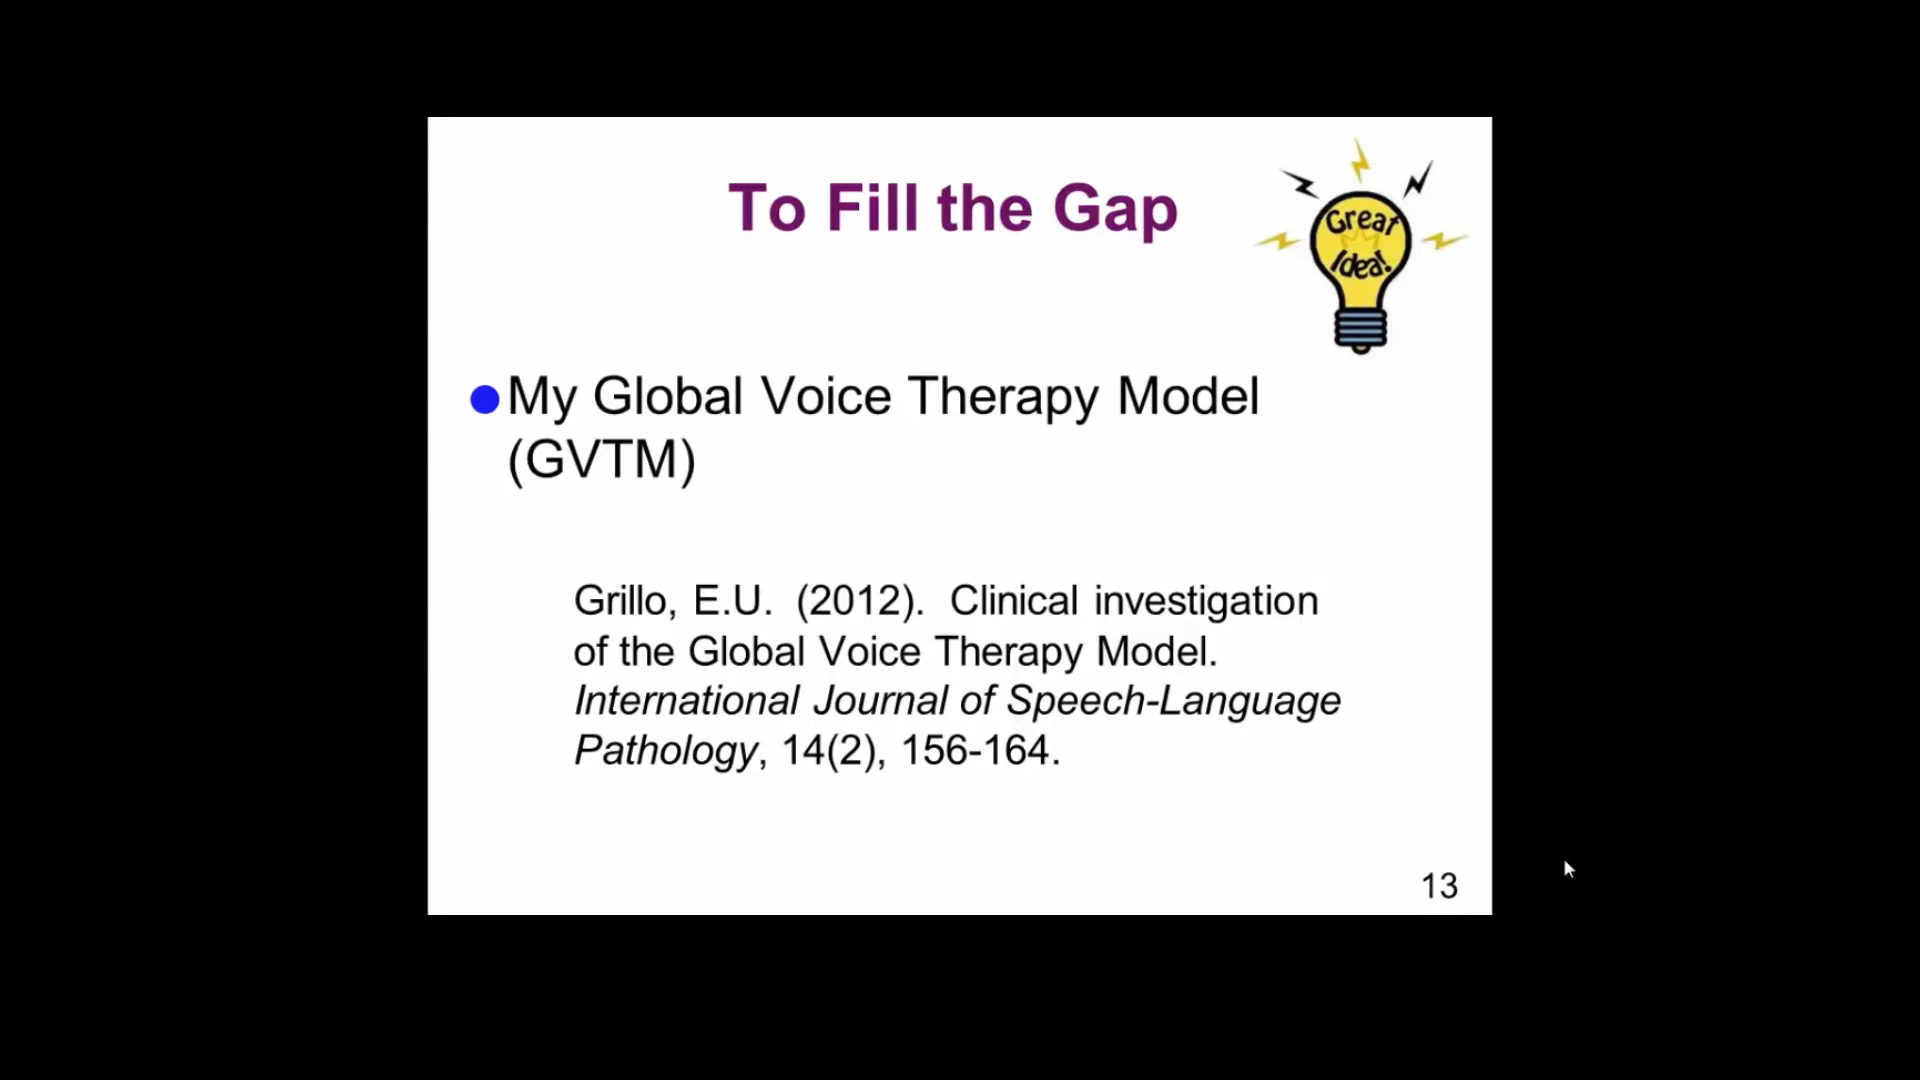 To Fill the Gap
Great
Idea!
My Global Voice Therapy Model
(GVTM)
Grillo, E.U. (2012). Clinical investigation
of the Global Voice Therapy Model.
International Journal of Speech-Language
Pathology, 14(2), 156-164.
13